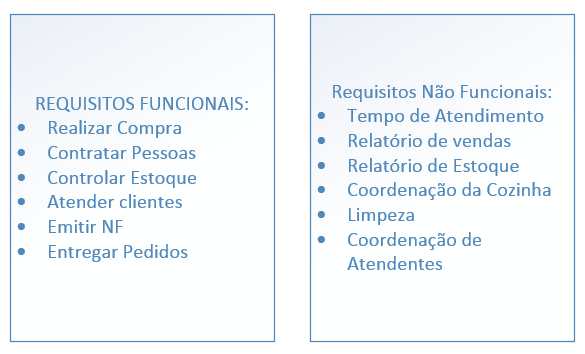 REQUISITOS FUNCIONAIS:
• Realizar Compra
• Contratar Pessoas
• Controlar Estoque
• Atender clientes
• Emitir NF
• Entregar Pedidos
Requisitos Não Funcionais:
• Tempo de Atendimento
• Relatório de vendas
• Relatório de Estoque
• Coordenação da Cozinha
• Limpeza
• Coordenação de
Atendentes